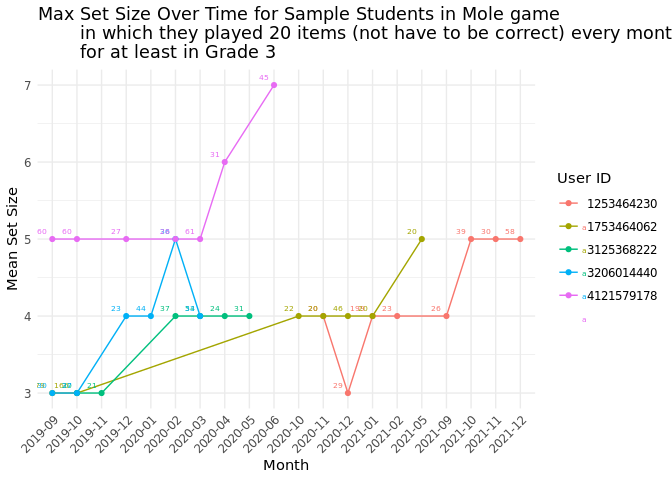 Max Set Size Over Time for Sample Students in Mole game
in which they played 20 items (not have to be correct) every mont
for at least in Grade 3
7
6
5
4
3
Mean Set Size
45
31
60 60 27 61 20 39 30 58
23 44 37 24 31 22 20 46 23 26
21 29
2019-09
2019-10
2019-11
2019-12
2020-01
2020-02
2020-03
2020-04
2020-05
2020-06
2020-10
2020-11
2020-12
2021-01
2021-02
2021-05
2021-09
2021-10
2021-11
2021-12
Month
User ID
1253464230
a
1753464062
a
3125368222
a
3206014440
a
4121579178
a